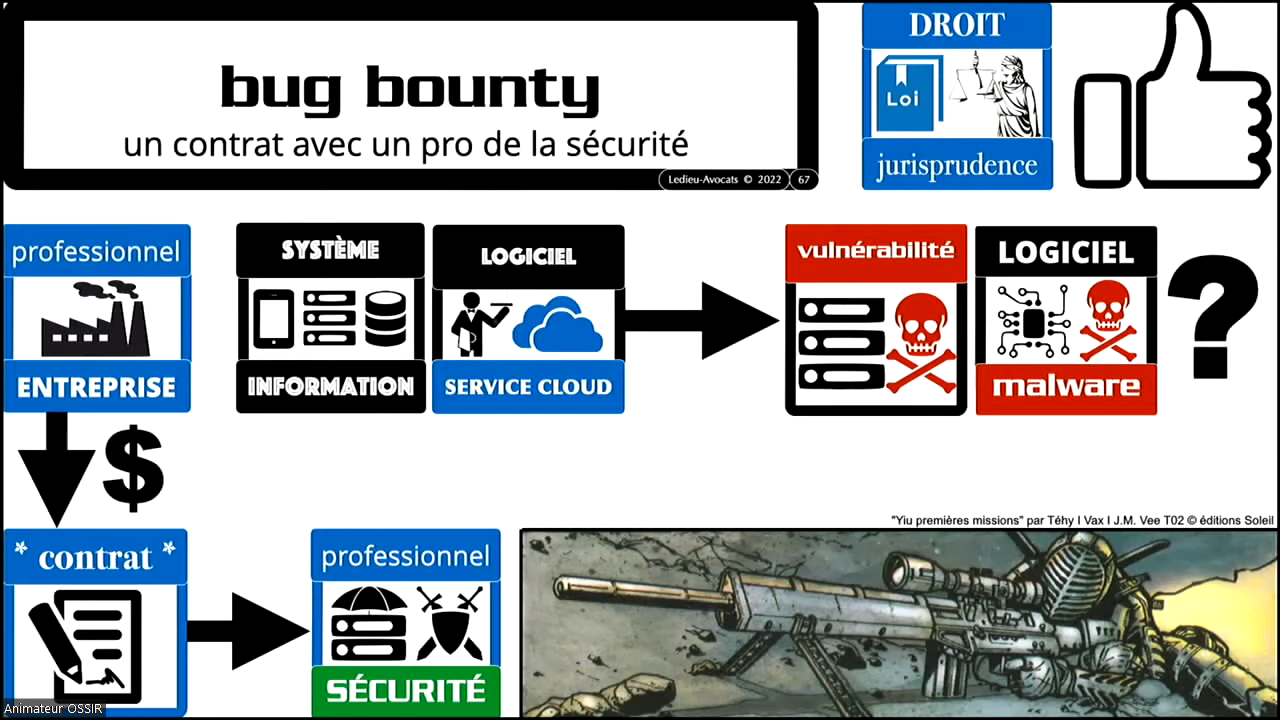 bug bounty
un contrat avec un pro de la sécurité
Ledieu-Avocats © 2022 67
DROIT
Loi
jurisprudence
professionnel
ENTREPRISE
SYSTÈME
INFORMATION
LOGICIEL
SERVICE CLOUD
vulnérabilité
LOGICIEL
malware
?
$
"Yiu premières missions" par Téhy I Vax I J.M. Vee T02 © éditions Soleil
* contrat *
professionnel
SÉCURITÉ
Animateur OSSIR